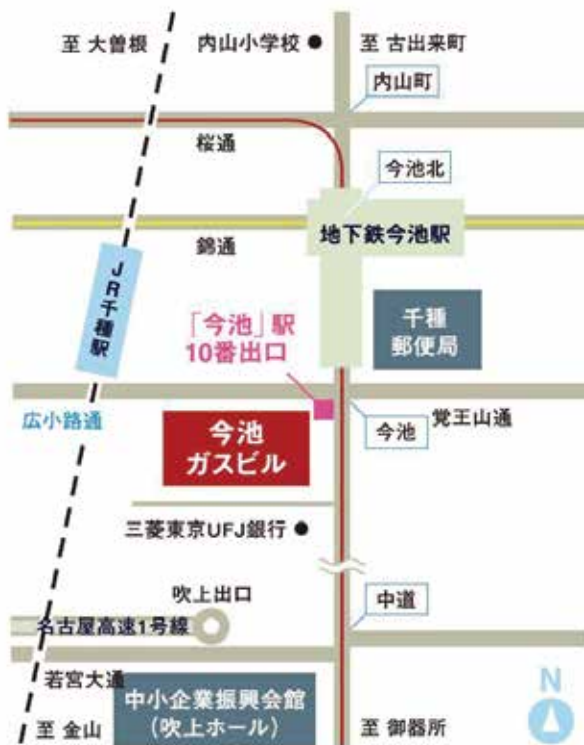 至 大曽根
内山小学校
至 古出来町
内山町
桜通
今池北
地下鉄今池駅
錦通
JR千種駅
「今池」駅
10番出口
千種
郵便局
広小路通
今池
覚王山通
今池
ガスビル
三菱東京UFJ銀行
吹上出口
中道
名古屋高速1号線
若宮大通
中小企業振興会館
(吹上ホール)
至 金山
至 御器所
N